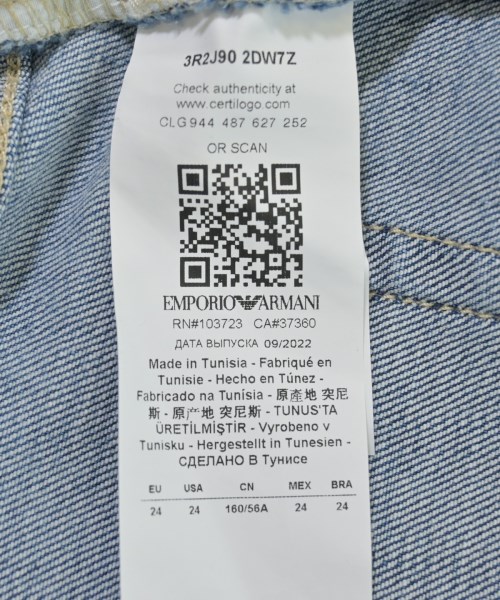 3R2J90 2DW7Z
Check authenticity at
www.certilogo.com
CLG 944 487 627 252
OR SCAN
EMPORIO ARMANI
RN#103723 CA#37360
ДАТА ВЫПУСКА 09/2022
Made in Tunisia - Fabriqué en
Tunisie - Hecho en Túnez -
Fabricado na Tunísia - 原產地 突尼
斯 - 原产地 突尼斯 - TUNUS'TA
ÜRETİLMİŞTİR - Vyrobeno v
Tunisku - Hergestellt in Tunesien -
СДЕЛАНО В Тунисе
EU USA CN MEX BRA
24 24 160/56A 24 24